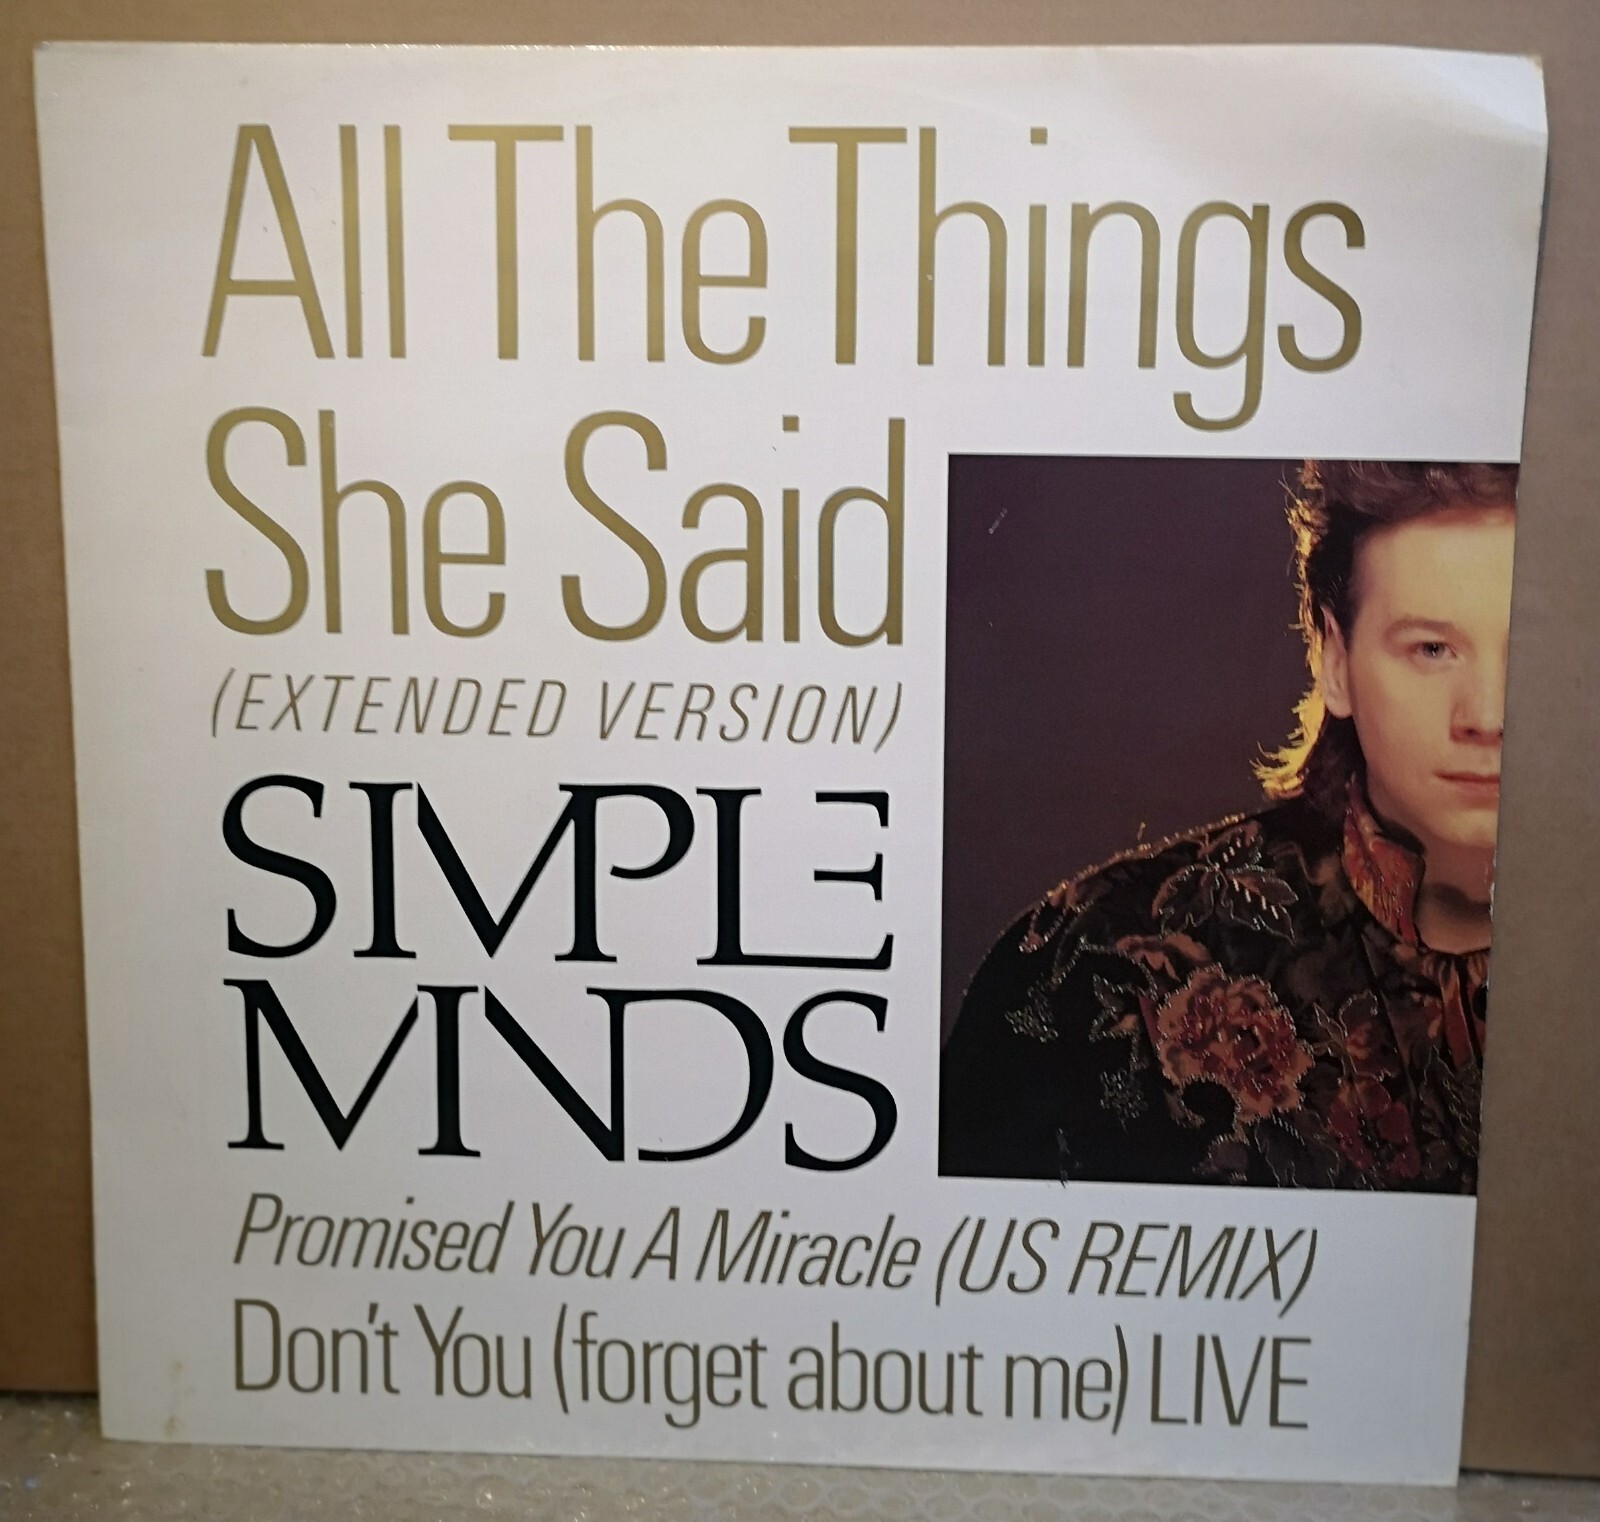 All The Things
She Said
(EXTENDED VERSION)
SIMPLE
MINDS
Promised You A Miracle (US REMIX)
Don't You (forget about me) LIVE